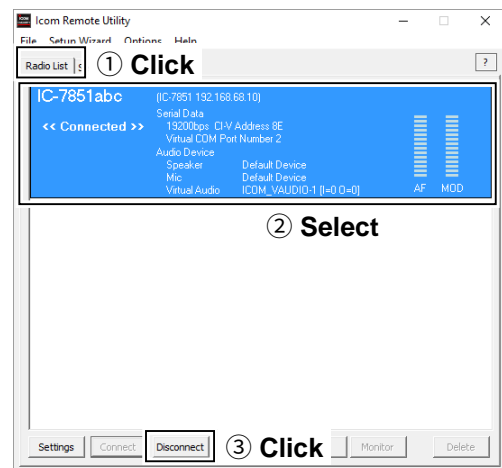 Icom Remote Utility
File Setup Wizard Options Help
Radio List
① Click
?
IC-7851abc (IC-7851 192.168.68.10)
Serial Data
<< Connected >> 19200bps CI-V Address 8E
Virtual COM Port Number 2
Audio Device
Speaker Default Device
Mic Default Device
Virtual Audio ICOM_VAUDIO-1 [I=0 O=0] AF MOD
② Select
Settings Connect Disconnect ③ Click Monitor Delete